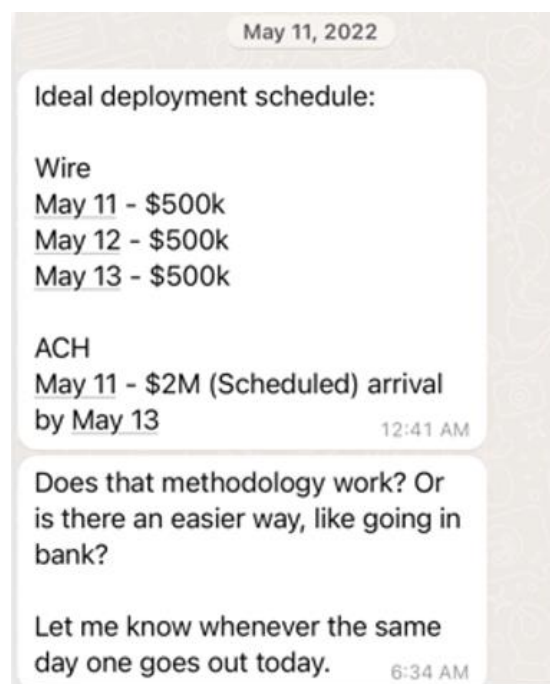 May 11, 2022
Ideal deployment schedule:
Wire
May 11 - $500k
May 12 - $500k
May 13 - $500k
ACH
May 11 - $2M (Scheduled) arrival
by May 13
12:41 AM
Does that methodology work? Or
is there an easier way, like going in
bank?
Let me know whenever the same
day one goes out today.
6:34 AM